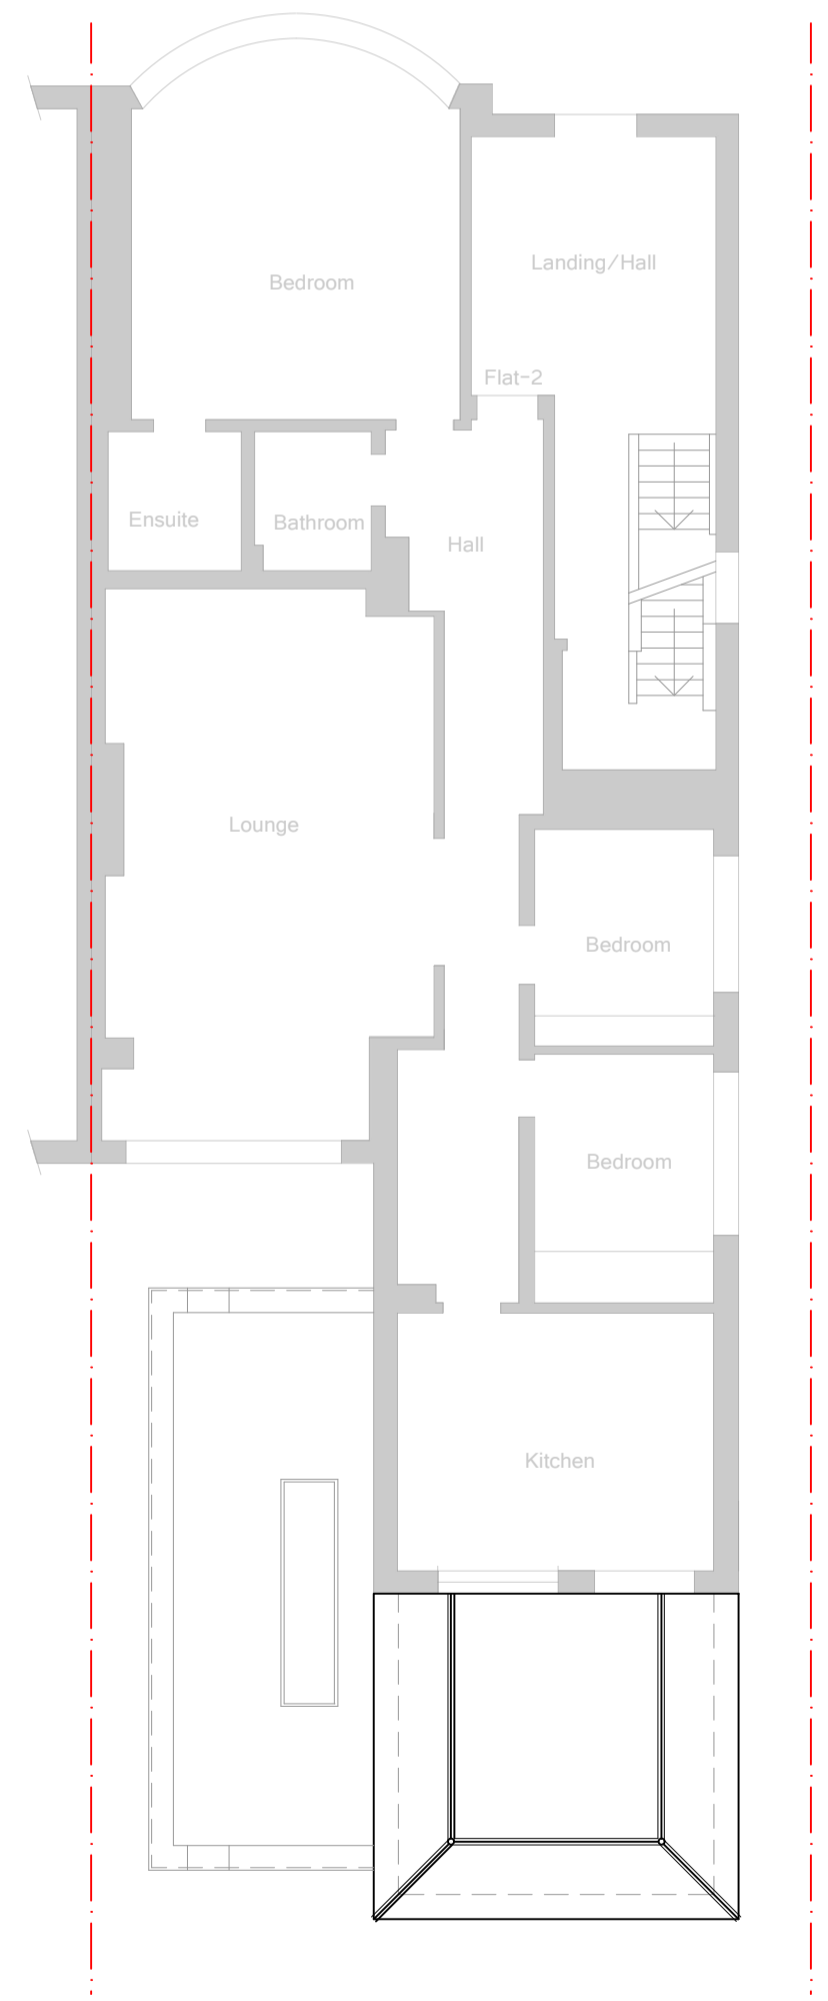 Bedroom
Landing/Hall
Flat-2
Ensuite
Bathroom
Hall
Lounge
Bedroom
Bedroom
Kitchen